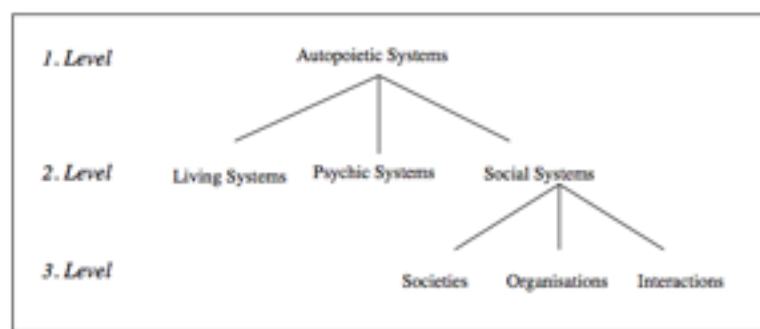 1. Level Autopoietic Systems
2. Level Living Systems Psychic Systems Social Systems
3. Level Societies Organisations Interactions